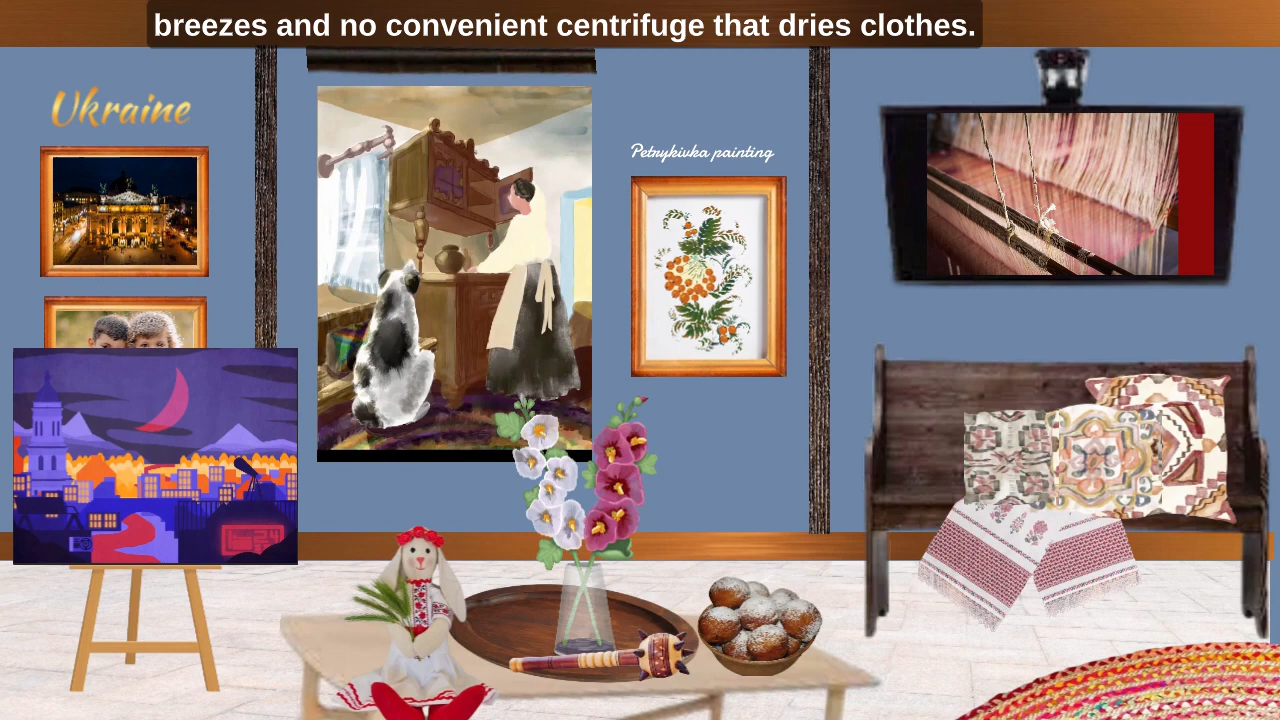 breezes and no convenient centrifuge that dries clothes.
Ukraine
Petrykivka painting